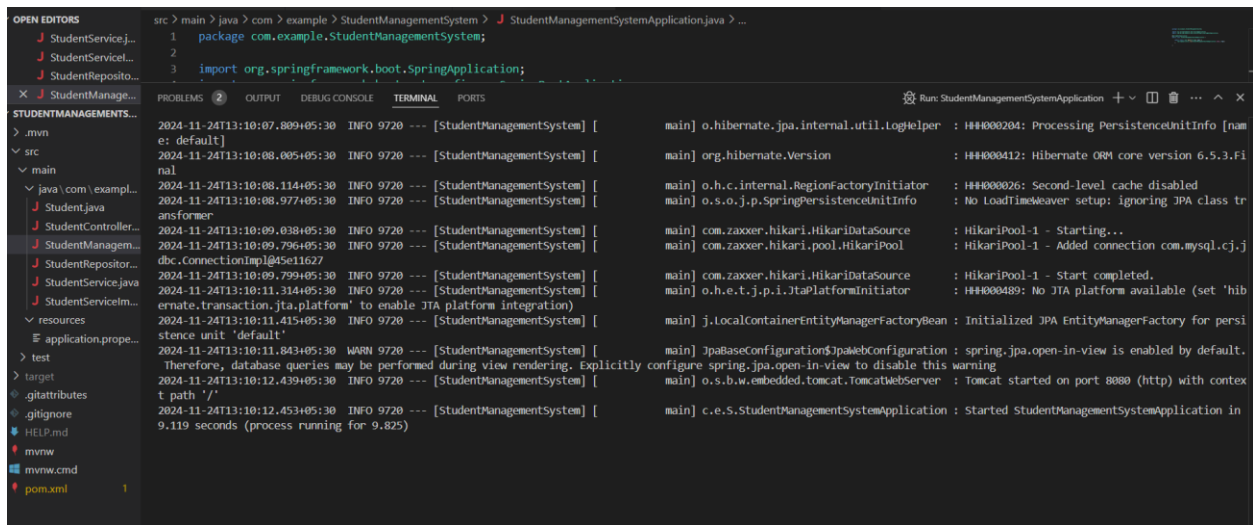 OPEN EDITORS
StudentService.j...
StudentServiceI...
StudentReposito...
StudentManage...
STUDENTMANAGEMENTS...
.mvn
src
main
java\com\exampl...
Student.java
StudentController...
StudentManagem...
StudentRepositor...
StudentService.java
StudentServiceIm...
resources
application.prope...
test
target
.gitattributes
.gitignore
HELP.md
mvnw
mvnw.cmd
pom.xml 1
src > main > java > com > example > StudentManagementSystem > J StudentManagementSystemApplication.java > ...
1 package com.example.StudentManagementSystem;
2
3 import org.springframework.boot.SpringApplication;
PROBLEMS 2 OUTPUT DEBUG CONSOLE TERMINAL PORTS Run: StudentManagementSystemApplication
2024-11-24T13:10:07.809+05:30 INFO 9720 --- [StudentManagementSystem] [ main] o.hibernate.jpa.internal.util.LogHelper : HHH000204: Processing PersistenceUnitInfo [nam
e: default]
2024-11-24T13:10:08.005+05:30 INFO 9720 --- [StudentManagementSystem] [ main] org.hibernate.Version : HHH000412: Hibernate ORM core version 6.5.3.Fi
nal
2024-11-24T13:10:08.114+05:30 INFO 9720 --- [StudentManagementSystem] [ main] o.h.c.internal.RegionFactoryInitiator : HHH000026: Second-level cache disabled
2024-11-24T13:10:08.977+05:30 INFO 9720 --- [StudentManagementSystem] [ main] o.s.o.j.p.SpringPersistenceUnitInfo : No LoadTimeWeaver setup: ignoring JPA class tr
ansformer
2024-11-24T13:10:09.038+05:30 INFO 9720 --- [StudentManagementSystem] [ main] com.zaxxer.hikari.HikariDataSource : HikariPool-1 - Starting...
2024-11-24T13:10:09.796+05:30 INFO 9720 --- [StudentManagementSystem] [ main] com.zaxxer.hikari.pool.HikariPool : HikariPool-1 - Added connection com.mysql.cj.j
dbc.ConnectionImpl@45e11627
2024-11-24T13:10:09.799+05:30 INFO 9720 --- [StudentManagementSystem] [ main] com.zaxxer.hikari.HikariDataSource : HikariPool-1 - Start completed.
2024-11-24T13:10:11.314+05:30 INFO 9720 --- [StudentManagementSystem] [ main] o.h.e.t.j.p.i.JtaPlatformInitiator : HHH000489: No JTA platform available (set 'hib
ernate.transaction.jta.platform' to enable JTA platform integration)
2024-11-24T13:10:11.415+05:30 INFO 9720 --- [StudentManagementSystem] [ main] j.LocalContainerEntityManagerFactoryBean : Initialized JPA EntityManagerFactory for persi
stence unit 'default'
2024-11-24T13:10:11.843+05:30 WARN 9720 --- [StudentManagementSystem] [ main] JpaBaseConfiguration$JpaWebConfiguration : spring.jpa.open-in-view is enabled by default.
Therefore, database queries may be performed during view rendering. Explicitly configure spring.jpa.open-in-view to disable this warning
2024-11-24T13:10:12.439+05:30 INFO 9720 --- [StudentManagementSystem] [ main] o.s.b.w.embedded.tomcat.TomcatWebServer : Tomcat started on port 8080 (http) with contex
t path '/'
2024-11-24T13:10:12.453+05:30 INFO 9720 --- [StudentManagementSystem] [ main] c.e.S.StudentManagementSystemApplication : Started StudentManagementSystemApplication in
9.119 seconds (process running for 9.825)